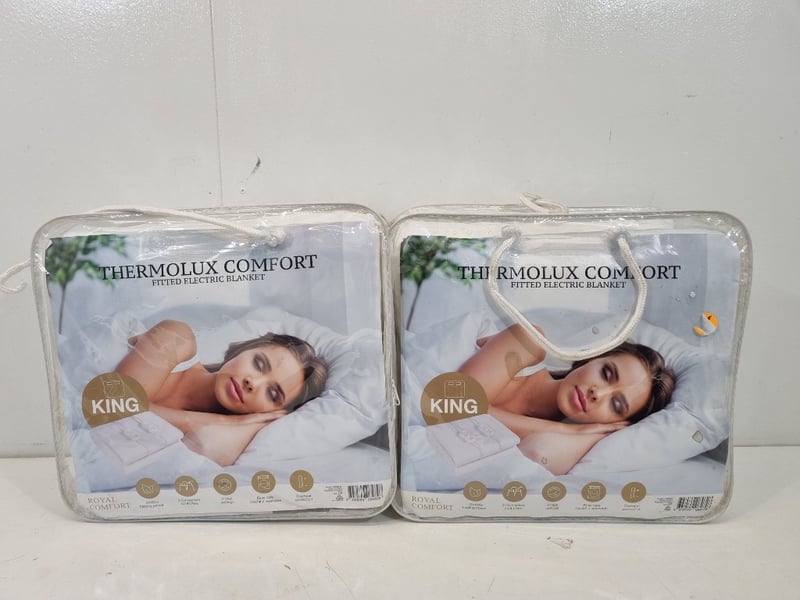 THERMOLUX COMFORT
FITTED ELECTRIC BLANKET
KING
ROYAL
COMFORT
THERMOLUX COMFORT
FITTED ELECTRIC BLANKET
KING
ROYAL
COMFORT